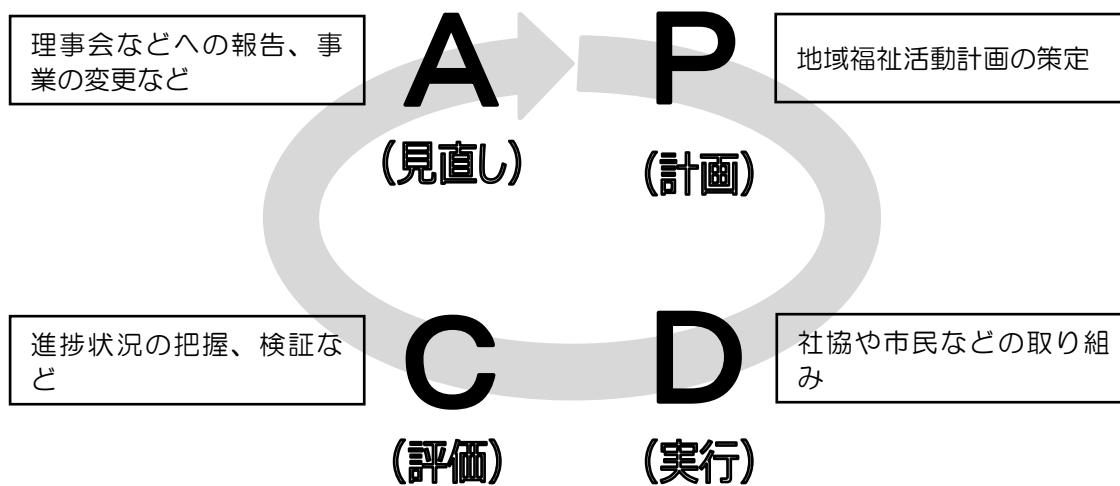 理事会などへの報告、事
業の変更など
A
(見直し)
P
(計画)
地域福祉活動計画の策定
進捗状況の把握、検証な
ど
C
(評価)
D
(実行)
社協や市民などの取り組
み